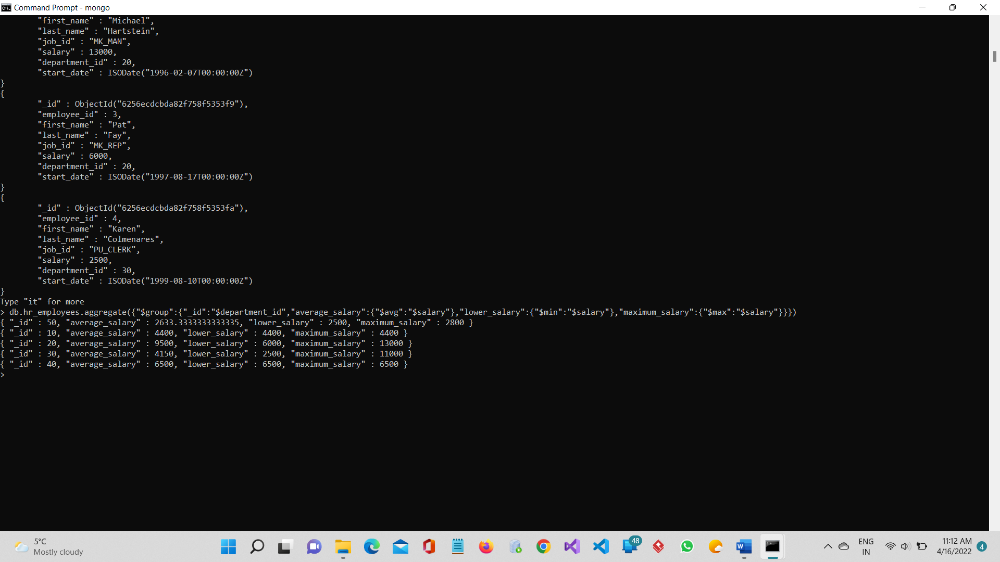 Command Prompt - mongo
        "first_name" : "Michael",
        "last_name" : "Hartstein",
        "job_id" : "MK_MAN",
        "salary" : 13000,
        "department_id" : 20,
        "start_date" : ISODate("1996-02-07T00:00:00Z")
}
{
        "_id" : ObjectId("6256ecdcbda82f758f5353f9"),
        "employee_id" : 3,
        "first_name" : "Pat",
        "last_name" : "Fay",
        "job_id" : "MK_REP",
        "salary" : 6000,
        "department_id" : 20,
        "start_date" : ISODate("1997-08-17T00:00:00Z")
}
{
        "_id" : ObjectId("6256ecdcbda82f758f5353fa"),
        "employee_id" : 4,
        "first_name" : "Karen",
        "last_name" : "Colmenares",
        "job_id" : "PU_CLERK",
        "salary" : 2500,
        "department_id" : 30,
        "start_date" : ISODate("1999-08-10T00:00:00Z")
}
Type "it" for more
> db.hr_employees.aggregate({"$group":{"_id":"$department_id","average_salary":{"$avg":"$salary"},"lower_salary":{"$min":"$salary"},"maximum_salary":{"$max":"$salary"}}})
{ "_id" : 50, "average_salary" : 2633.3333333333335, "lower_salary" : 2500, "maximum_salary" : 2800 }
{ "_id" : 10, "average_salary" : 4400, "lower_salary" : 4400, "maximum_salary" : 4400 }
{ "_id" : 20, "average_salary" : 9500, "lower_salary" : 6000, "maximum_salary" : 13000 }
{ "_id" : 30, "average_salary" : 4150, "lower_salary" : 2500, "maximum_salary" : 11000 }
{ "_id" : 40, "average_salary" : 6500, "lower_salary" : 6500, "maximum_salary" : 6500 }
>
5°C
Mostly cloudy
48
ENG
IN
11:12 AM
4/16/2022
4